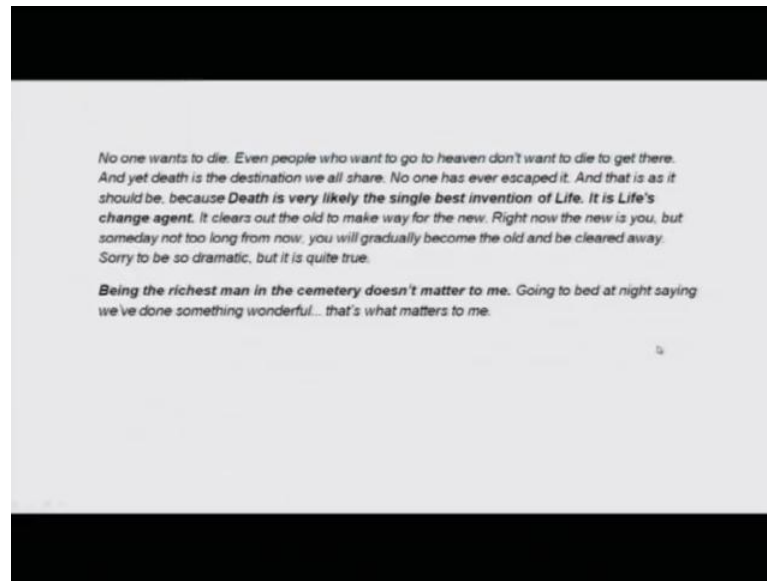 No one wants to die. Even people who want to go to heaven don't want to die to get there.
And yet death is the destination we all share. No one has ever escaped it. And that is as it
should be, because Death is very likely the single best invention of Life. It is Life's
change agent. It clears out the old to make way for the new. Right now the new is you, but
someday not too long from now, you will gradually become the old and be cleared away.
Sorry to be so dramatic, but it is quite true.
Being the richest man in the cemetery doesn't matter to me. Going to bed at night saying
we've done something wonderful... that's what matters to me.